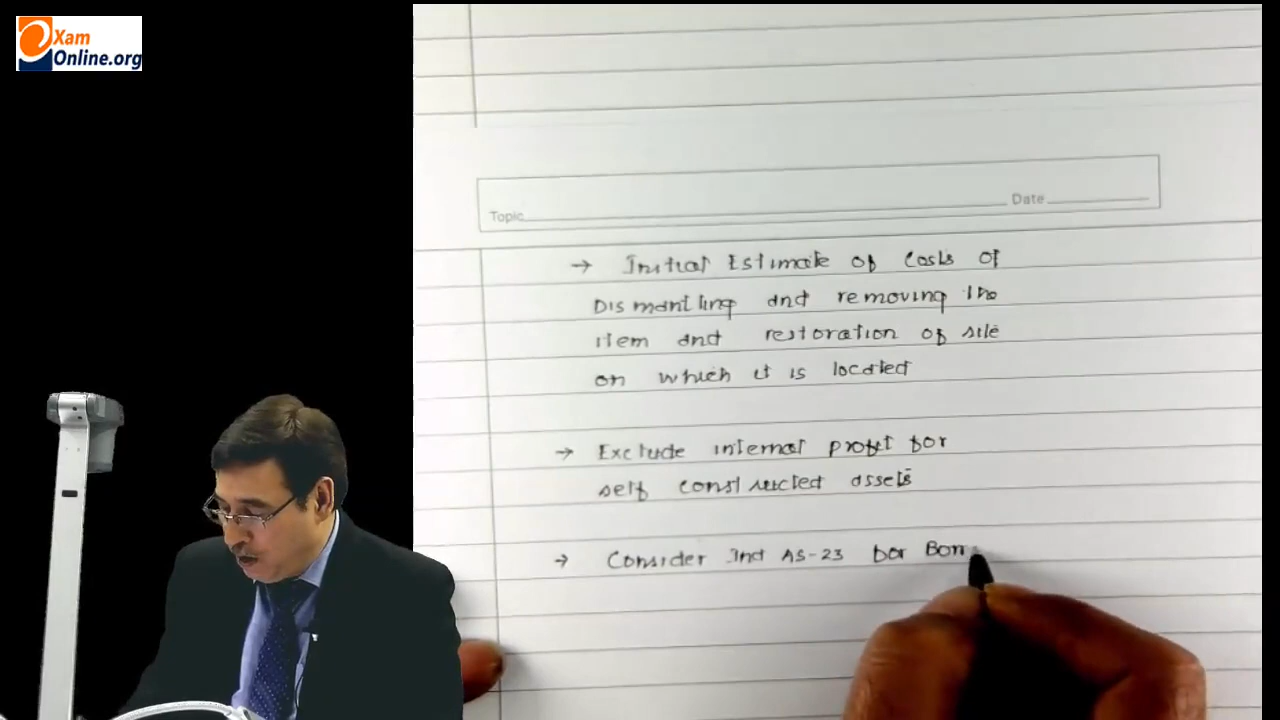 Xam
Online.org
Topic
Date
→ Initial Estimate of Costs of
Dismantling and removing the
item and restoration of site
on which it is located
→ Exclude internal profit for
self constructed assets
→ Consider Ind AS-23 for Borr